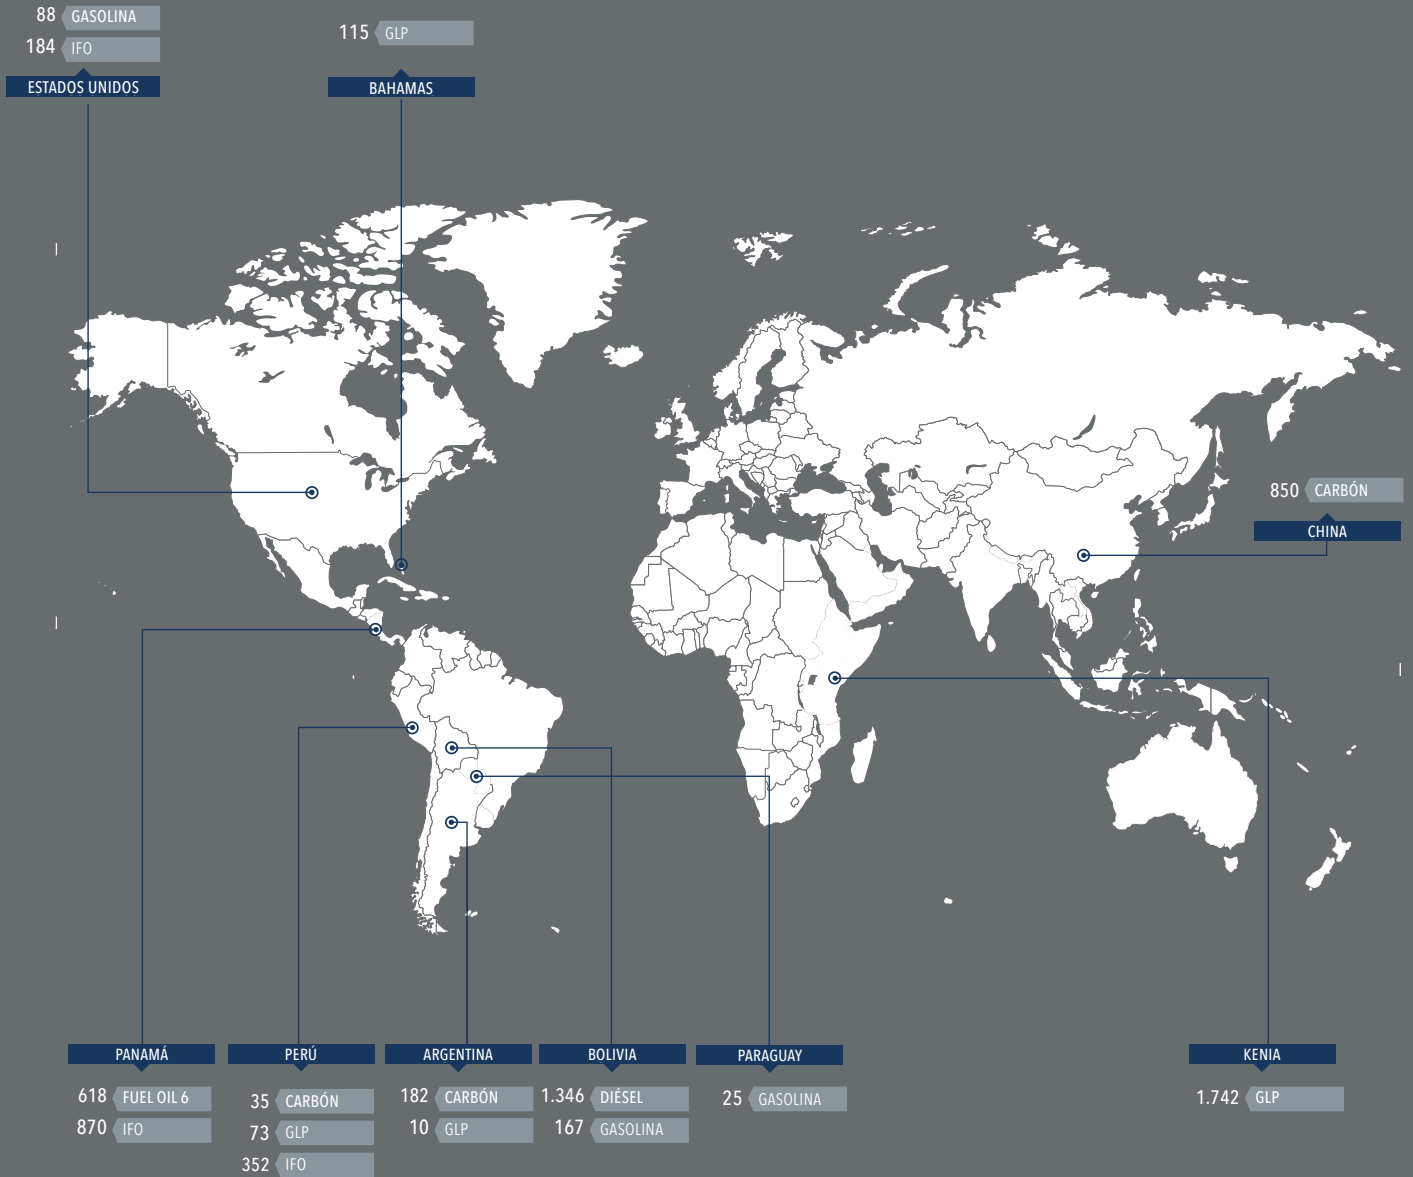 88 GASOLINA
184 IFO
ESTADOS UNIDOS
115 GLP
BAHAMAS
850 CARBÓN
CHINA
PANAMÁ
618 FUEL OIL 6
870 IFO
PERÚ
35 CARBÓN
73 GLP
352 IFO
ARGENTINA
182 CARBÓN
10 GLP
BOLIVIA
1.346 DIÉSEL
167 GASOLINA
PARAGUAY
25 GASOLINA
KENIA
1.742 GLP